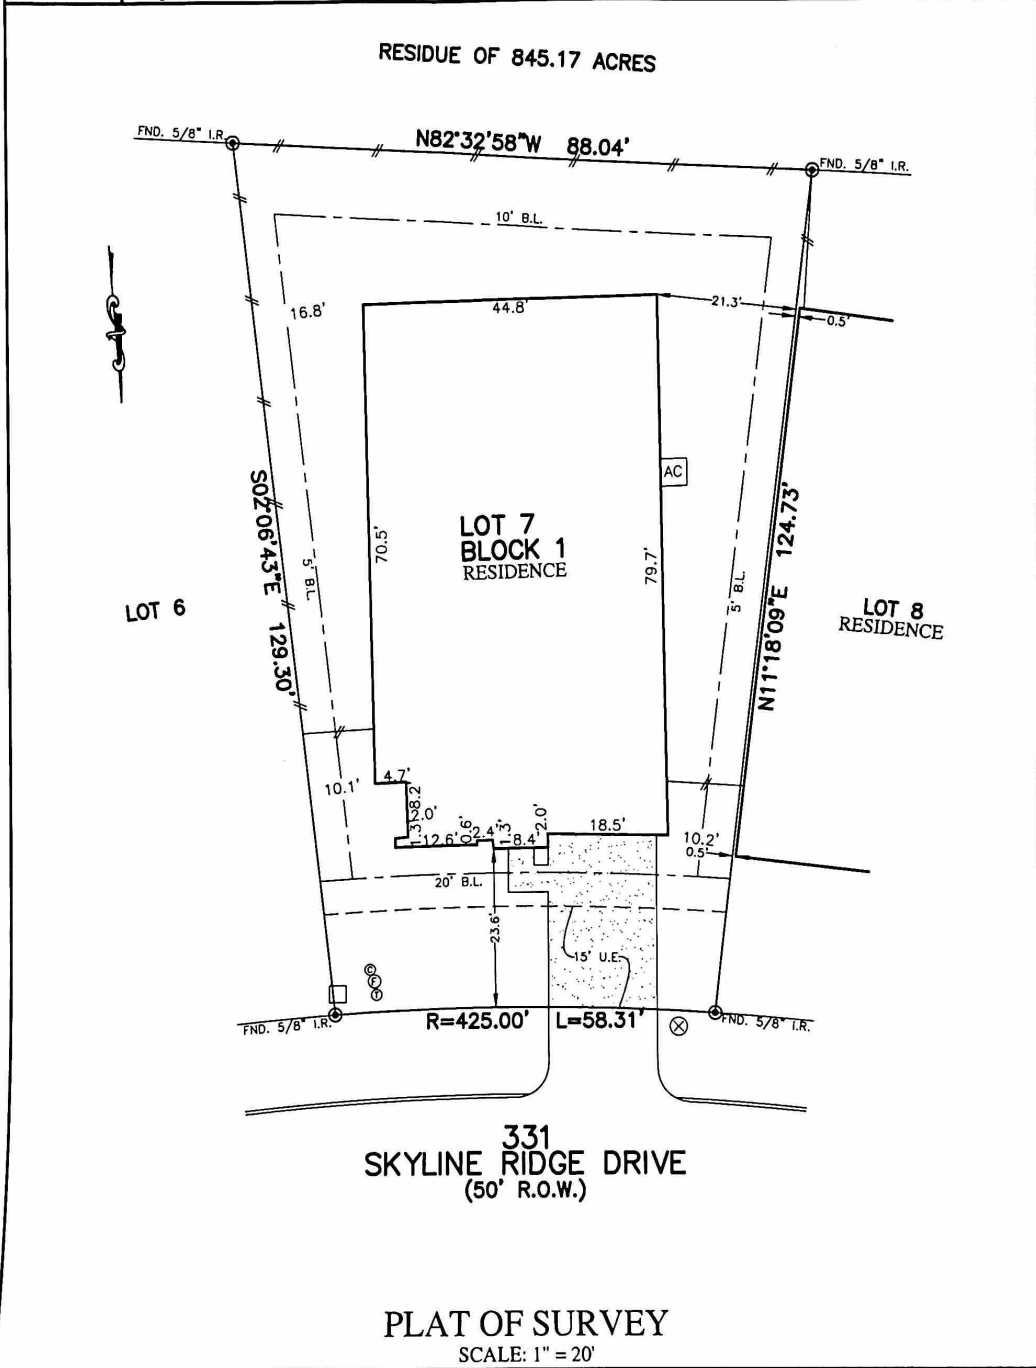 RESIDUE OF 845.17 ACRES
FND. 5/8" I.R.
N82°32'58"W 88.04'
FND. 5/8" I.R.
10' B.L.
16.8'
44.8'
21.3'
0.5'
AC
S02°06'43"E 129.30'
5' B.L.
70.5'
LOT 7
BLOCK 1
RESIDENCE
79.7'
5' B.L.
N11°18'09"E 124.73'
LOT 6
LOT 8
RESIDENCE
10.1'
4.7'
8.2
2.0'
1.3'
12.6'
0.6'
2.4'
1.3'
8.4'
2.0'
18.5'
10.2'
0.5'
20' B.L.
23.6'
15' U.E.
C
F
T
FND. 5/8" I.R.
R=425.00' L=58.31'
FND. 5/8" I.R.
331
SKYLINE RIDGE DRIVE
(50' R.O.W.)
PLAT OF SURVEY
SCALE: 1" = 20'